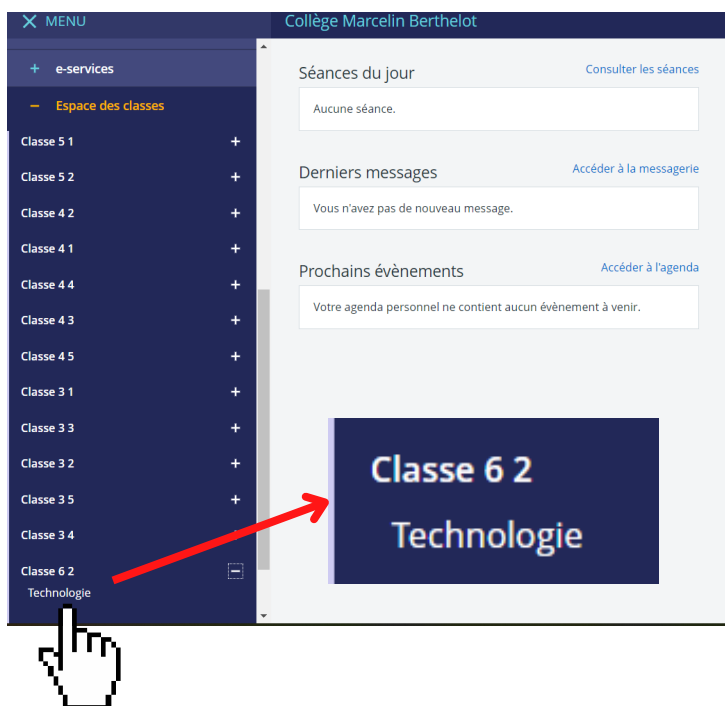 MENU
e-services
Espace des classes
Classe 5 1
Classe 5 2
Classe 4 2
Classe 4 1
Classe 4 4
Classe 4 3
Classe 4 5
Classe 3 1
Classe 3 3
Classe 3 2
Classe 3 5
Classe 3 4
Classe 6 2
Technologie
Collège Marcelin Berthelot
Séances du jour
Consulter les séances
Aucune séance.
Derniers messages
Accéder à la messagerie
Vous n'avez pas de nouveau message.
Prochains évènements
Accéder à l'agenda
Votre agenda personnel ne contient aucun évènement à venir.
Classe 6 2
Technologie